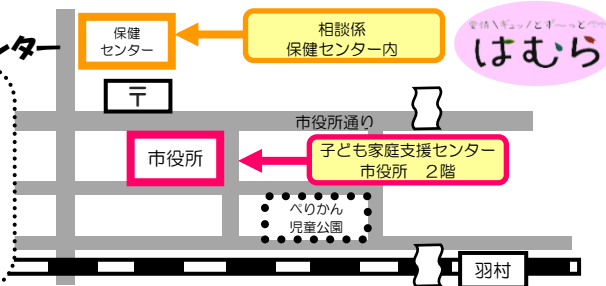 保健
センター
相談係
保健センター内
はむら
ンター
〒
市役所通り
市役所
子ども家庭支援センター
市役所 2階
ぺりかん
児童公園
羽村